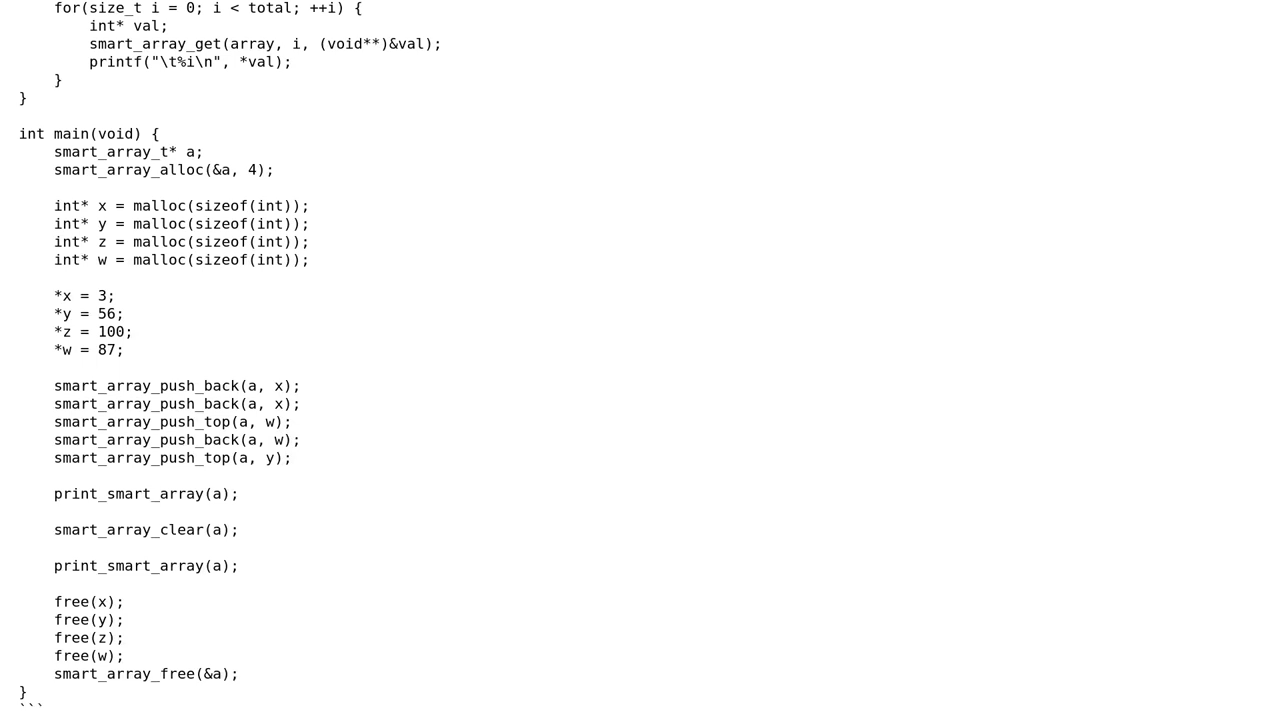 for(size_t i = 0; i < total; ++i) {
        int* val;
        smart_array_get(array, i, (void**)&val);
        printf("\t%i\n", *val);
    }
}

int main(void) {
    smart_array_t* a;
    smart_array_alloc(&a, 4);

    int* x = malloc(sizeof(int));
    int* y = malloc(sizeof(int));
    int* z = malloc(sizeof(int));
    int* w = malloc(sizeof(int));

    *x = 3;
    *y = 56;
    *z = 100;
    *w = 87;

    smart_array_push_back(a, x);
    smart_array_push_back(a, x);
    smart_array_push_top(a, w);
    smart_array_push_back(a, w);
    smart_array_push_top(a, y);

    print_smart_array(a);

    smart_array_clear(a);

    print_smart_array(a);

    free(x);
    free(y);
    free(z);
    free(w);
    smart_array_free(&a);
}
```